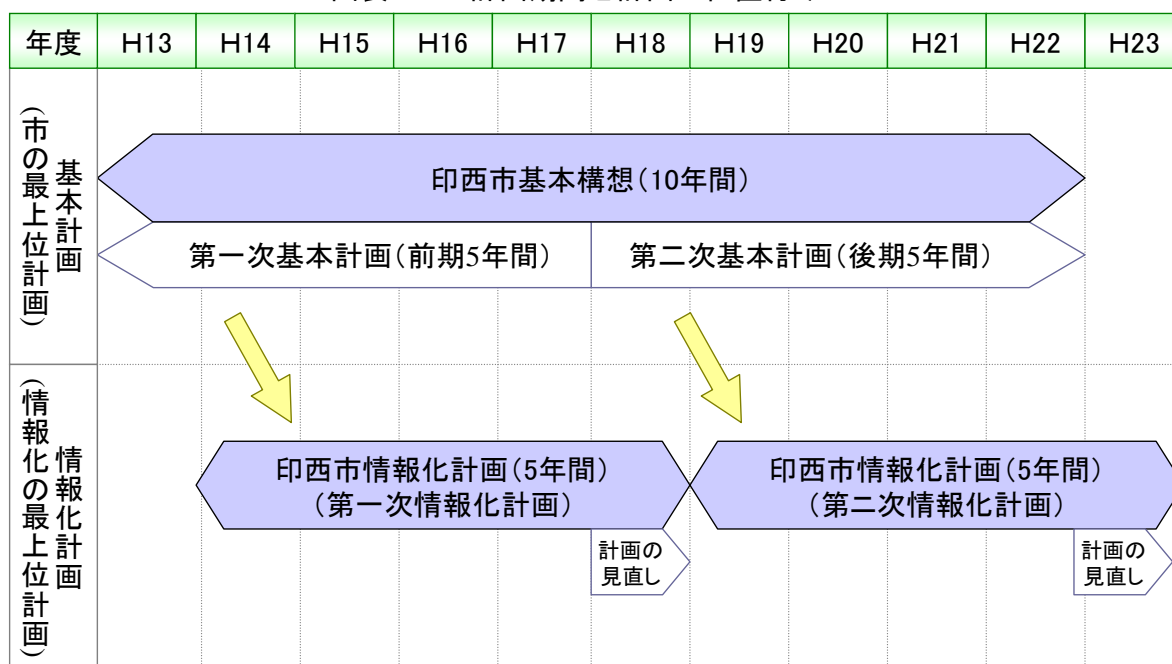 年度 H13 H14 H15 H16 H17 H18 H19 H20 H21 H22 H23
基本計画
(市の最上位計画)
印西市基本構想(10年間)
第一次基本計画(前期5年間)
第二次基本計画(後期5年間)
情報化計画
(情報化の最上位計画)
印西市情報化計画(5年間)
(第一次情報化計画)
印西市情報化計画(5年間)
(第二次情報化計画)
計画の
見直し
計画の
見直し